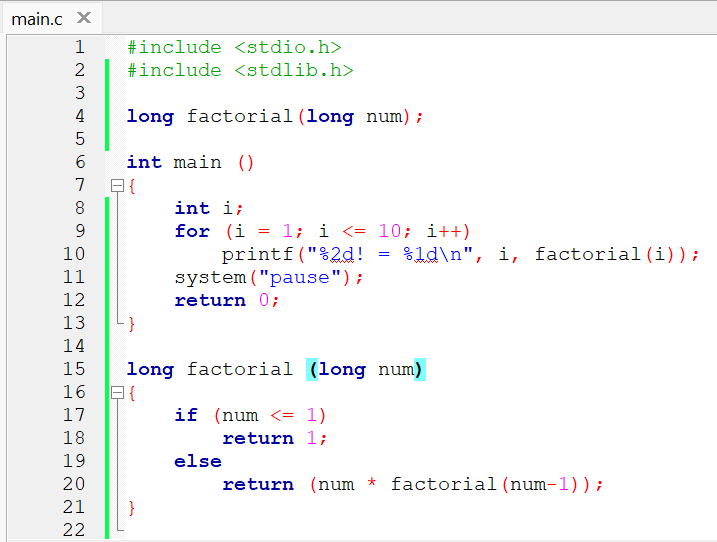 main.c ✕
1 #include <stdio.h>
2 #include <stdlib.h>
3
4 long factorial(long num);
5
6 int main ()
7 {
8     int i;
9     for (i = 1; i <= 10; i++)
10         printf("%2d! = %1d\n", i, factorial(i));
11     system("pause");
12     return 0;
13 }
14
15 long factorial (long num)
16 {
17     if (num <= 1)
18         return 1;
19     else
20         return (num * factorial(num-1));
21 }
22